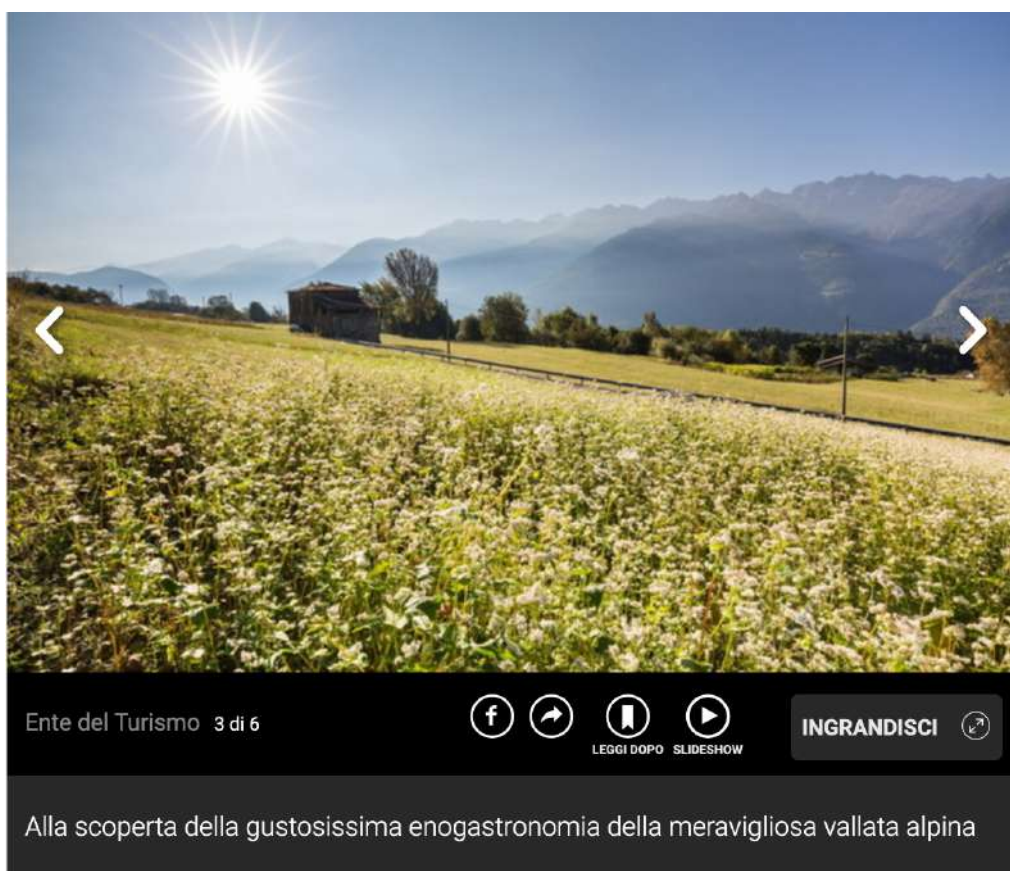 Ente del Turismo 3 di 6
f
LEGGI DOPO SLIDESHOW
INGRANDISCI
Alla scoperta della gustosissima enogastronomia della meravigliosa vallata alpina